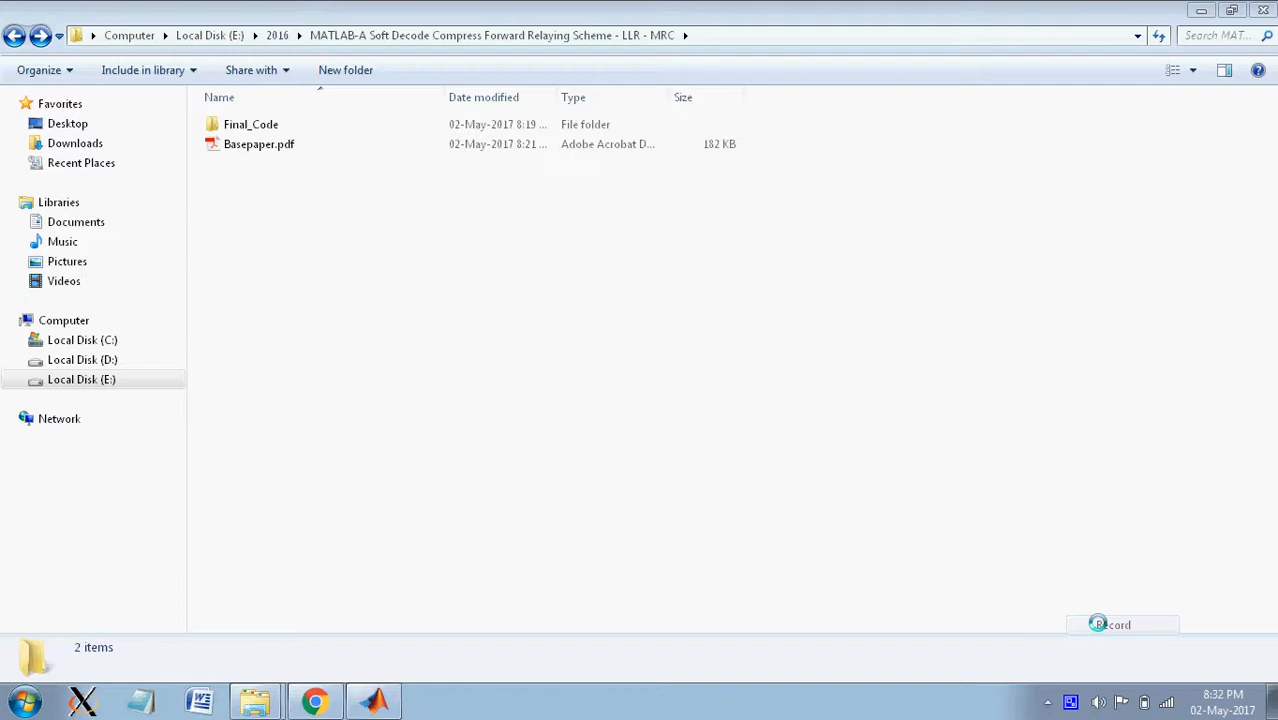 Computer Local Disk (E:) 2016 MATLAB-A Soft Decode Compress Forward Relaying Scheme - LLR - MRC
Search MAT...
Organize Include in library Share with New folder
Name Date modified Type Size
Favorites
Desktop
Downloads
Recent Places
Libraries
Documents
Music
Pictures
Videos
Computer
Local Disk (C:)
Local Disk (D:)
Local Disk (E:)
Network
Final_Code 02-May-2017 8:19 ... File folder
Basepaper.pdf 02-May-2017 8:21 ... Adobe Acrobat D... 182 KB
Record
2 items
8:32 PM
02-May-2017